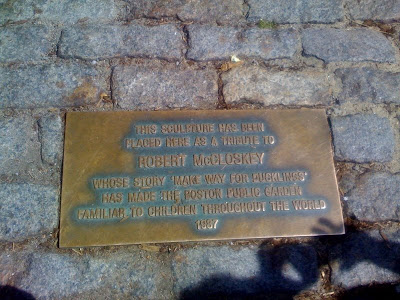 THIS SCULPTURE HAS BEEN
PLACED HERE AS A TRIBUTE TO
ROBERT McCLOSKEY
WHOSE STORY "MAKE WAY FOR DUCKLINGS"
HAS MADE THE BOSTON PUBLIC GARDEN
FAMILIAR TO CHILDREN THROUGHOUT THE WORLD
1987